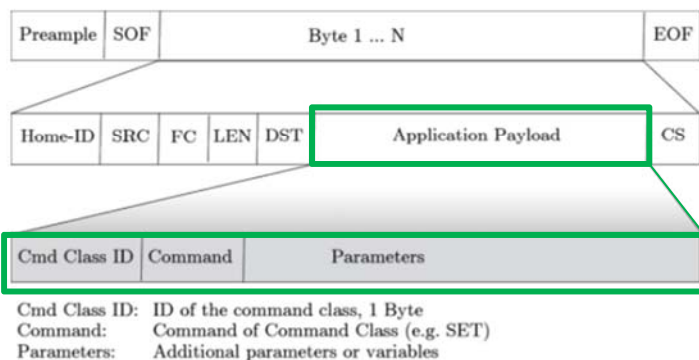 Preample SOF Byte 1 ... N EOF
Home-ID SRC FC LEN DST Application Payload CS
Cmd Class ID Command Parameters
Cmd Class ID: ID of the command class, 1 Byte
Command: Command of Command Class (e.g. SET)
Parameters: Additional parameters or variables